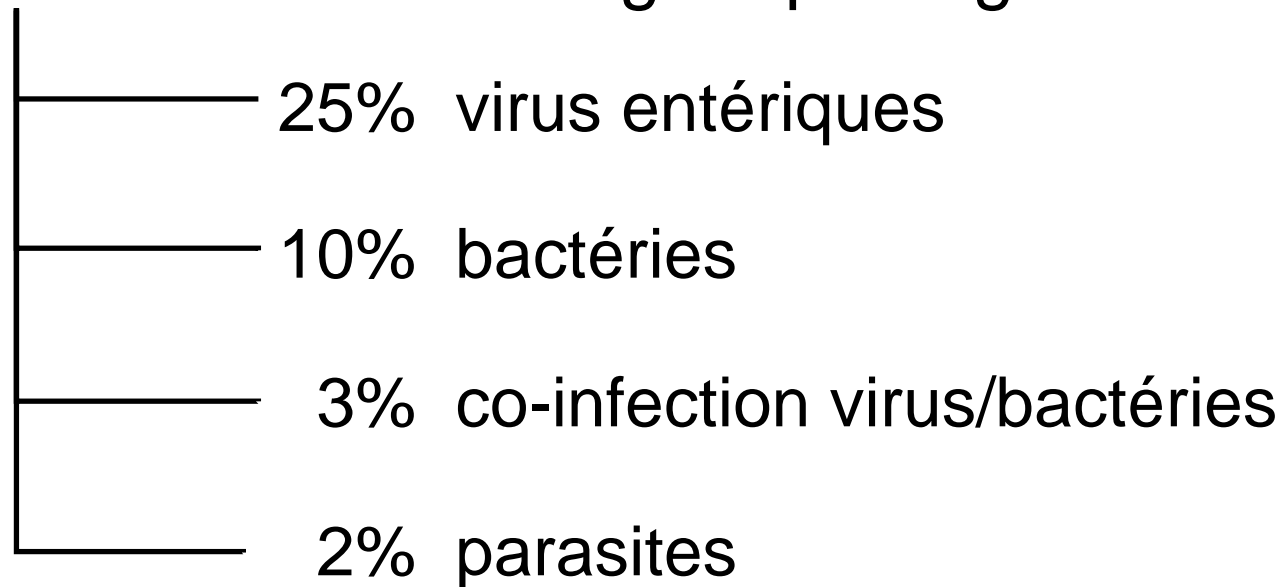 25% virus entériques
10% bactéries
3% co-infection virus/bactéries
2% parasites